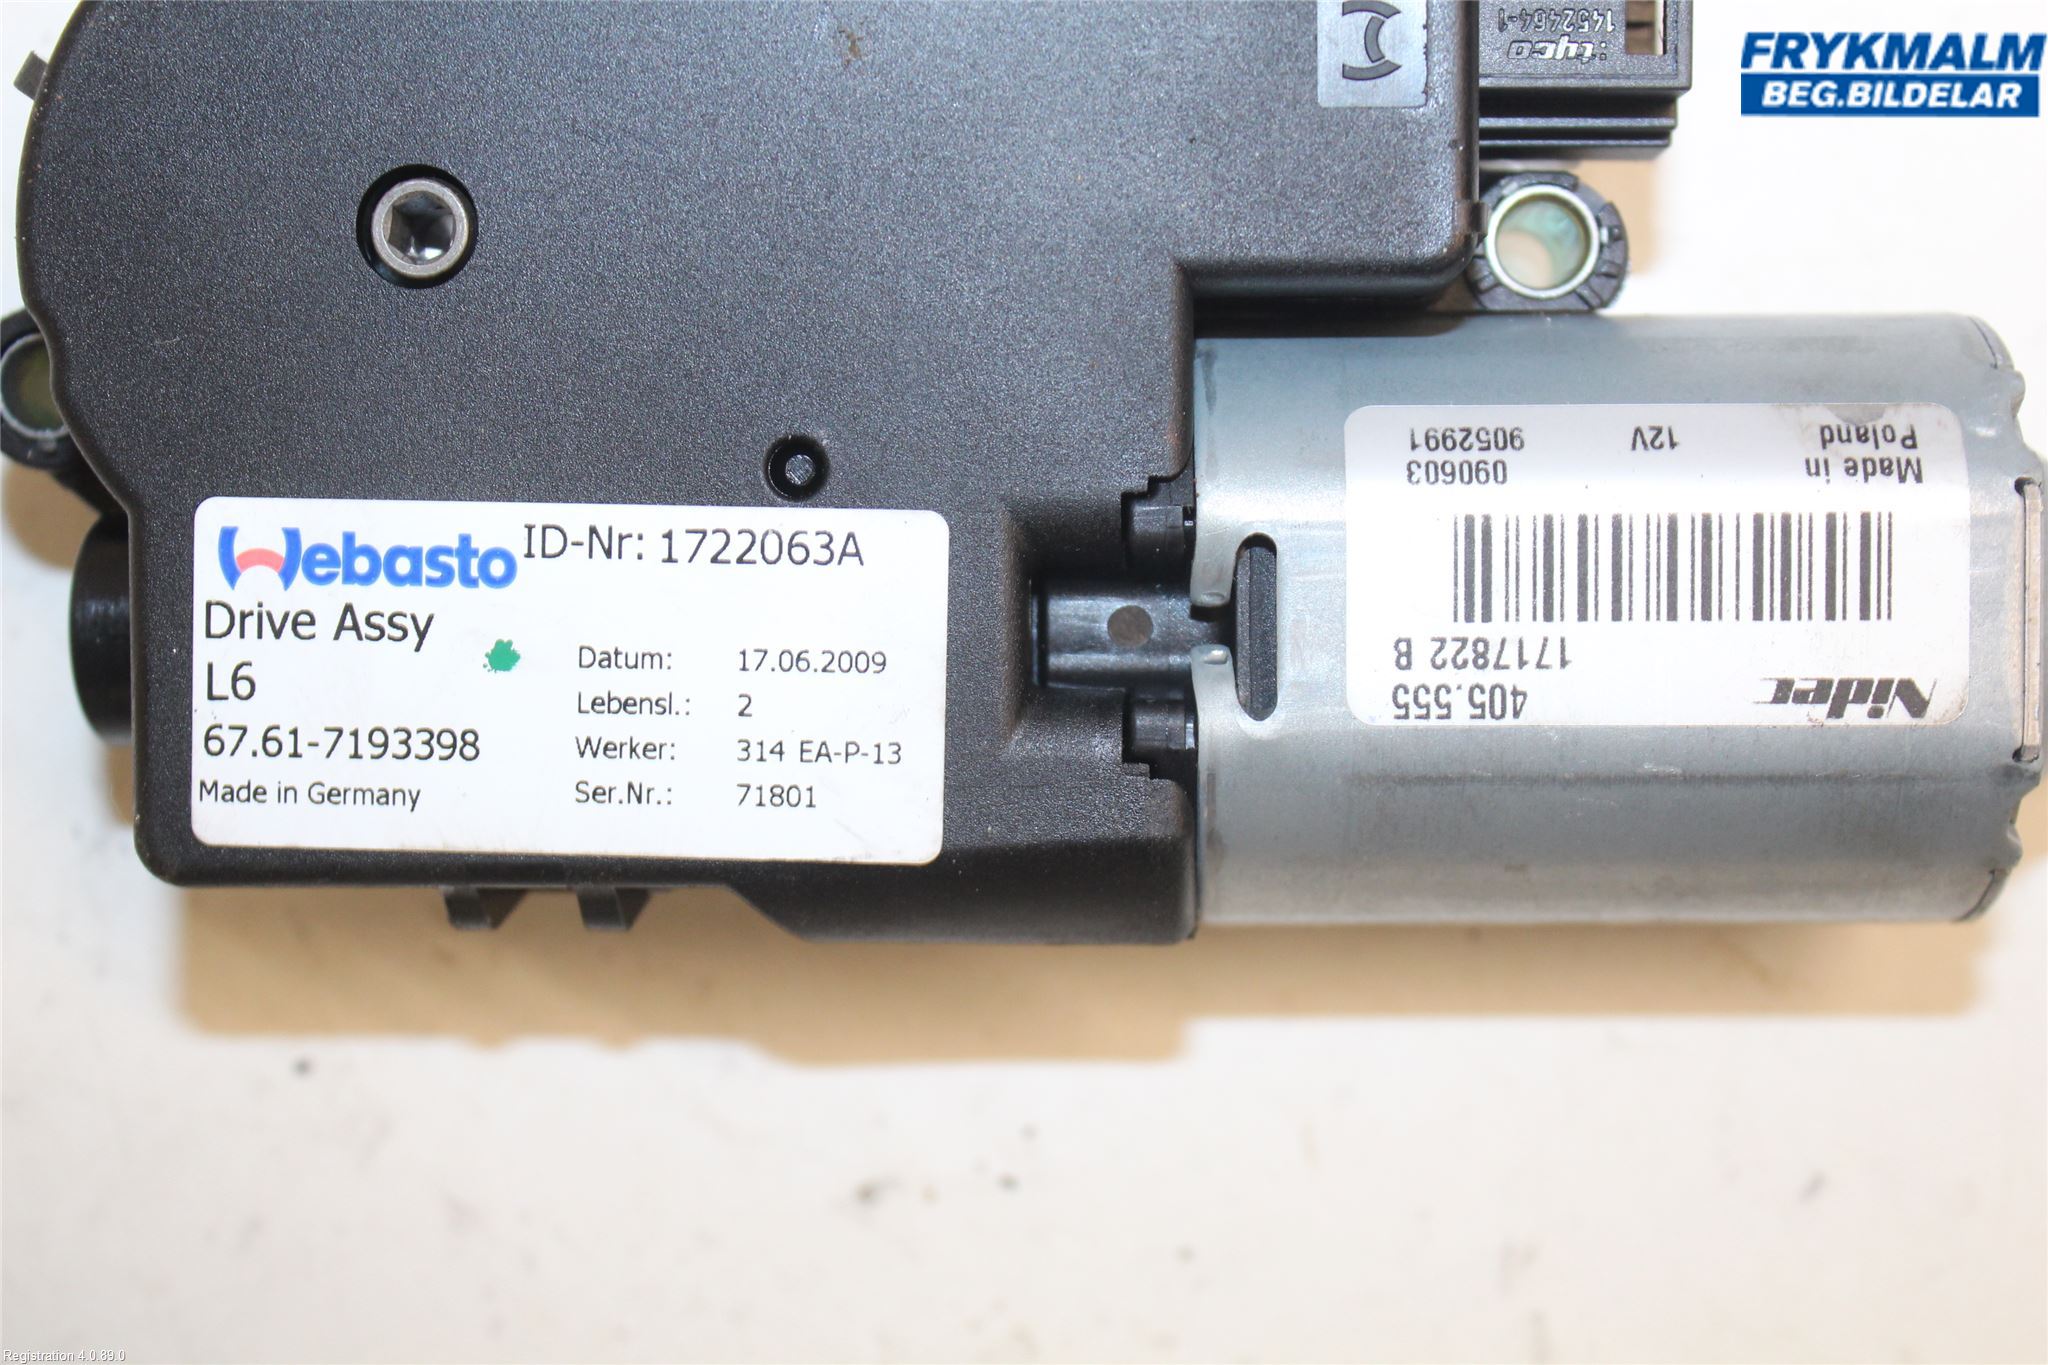 FRYKMALM
BEG.BILDELAR
1452464-1
tyco
Webasto
ID-Nr: 1722063A
Drive Assy
L6
67.61-7193398
Made in Germany
Datum: 17.06.2009
Lebensl.: 2
Werker: 314 EA-P-13
Ser.Nr.: 71801
Nidec
405.555
1717822 B
Made in
Poland
090603
12V
9052991
Registration 4.0.89.0